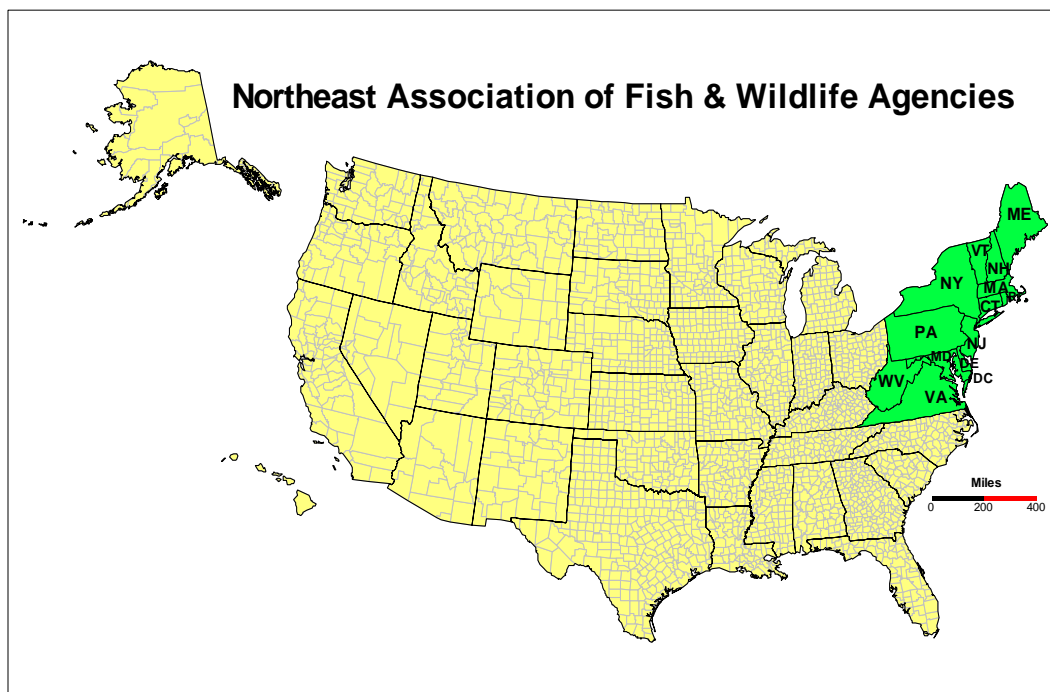 Northeast Association of Fish & Wildlife Agencies
ME
VT
NH
NY
MA
RI
CT
PA
NJ
MD
DE
DC
WV
VA
Miles
0 200 400